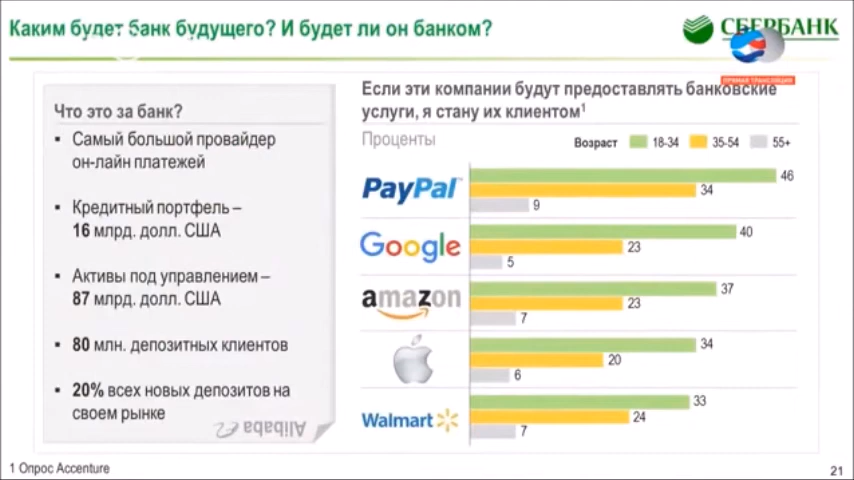 Каким будет банк будущего? И будет ли он банком?
СБЕРБАНК
ПРЯМАЯ ТРАНСЛЯЦИЯ
Что это за банк?
Самый большой провайдер
он-лайн платежей
Кредитный портфель –
16 млрд. долл. США
Активы под управлением –
87 млрд. долл. США
80 млн. депозитных клиентов
20% всех новых депозитов на
своем рынке
Alibaba
Если эти компании будут предоставлять банковские
услуги, я стану их клиентом¹
Проценты
Возраст 18-34 35-54 55+
PayPal™
46
34
9
Google
40
23
5
amazon
37
23
7
34
20
6
Walmart
33
24
7
1 Опрос Accenture
21